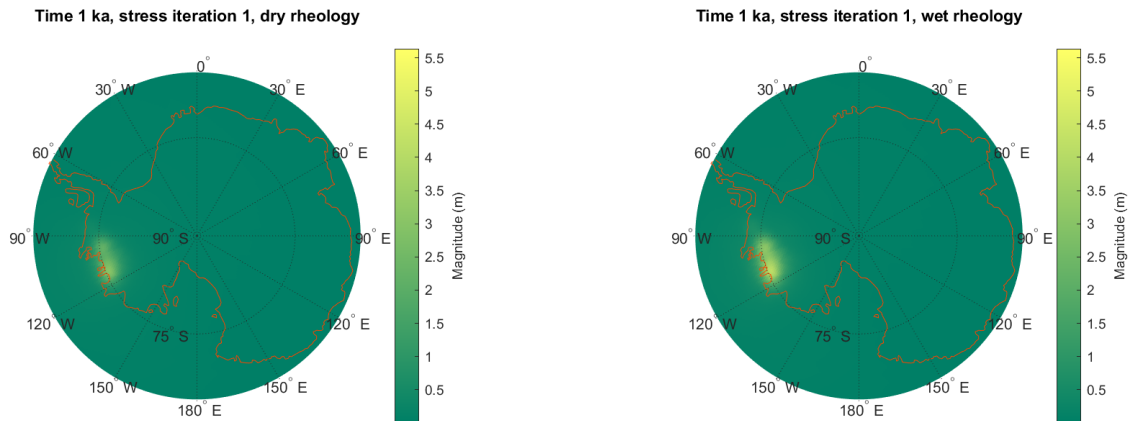 Time 1 ka, stress iteration 1, dry rheology
0°
30° E
60° E
90° E
120° E
150° E
180° E
150° W
120° W
90° W
60° W
30° W
90° S
75° S
5.5
5
4.5
4
3.5
3
2.5
2
1.5
1
0.5
Magnitude (m)
Time 1 ka, stress iteration 1, wet rheology
0°
30° E
60° E
90° E
120° E
150° E
180° E
150° W
120° W
90° W
60° W
30° W
90° S
75° S
5.5
5
4.5
4
3.5
3
2.5
2
1.5
1
0.5
Magnitude (m)